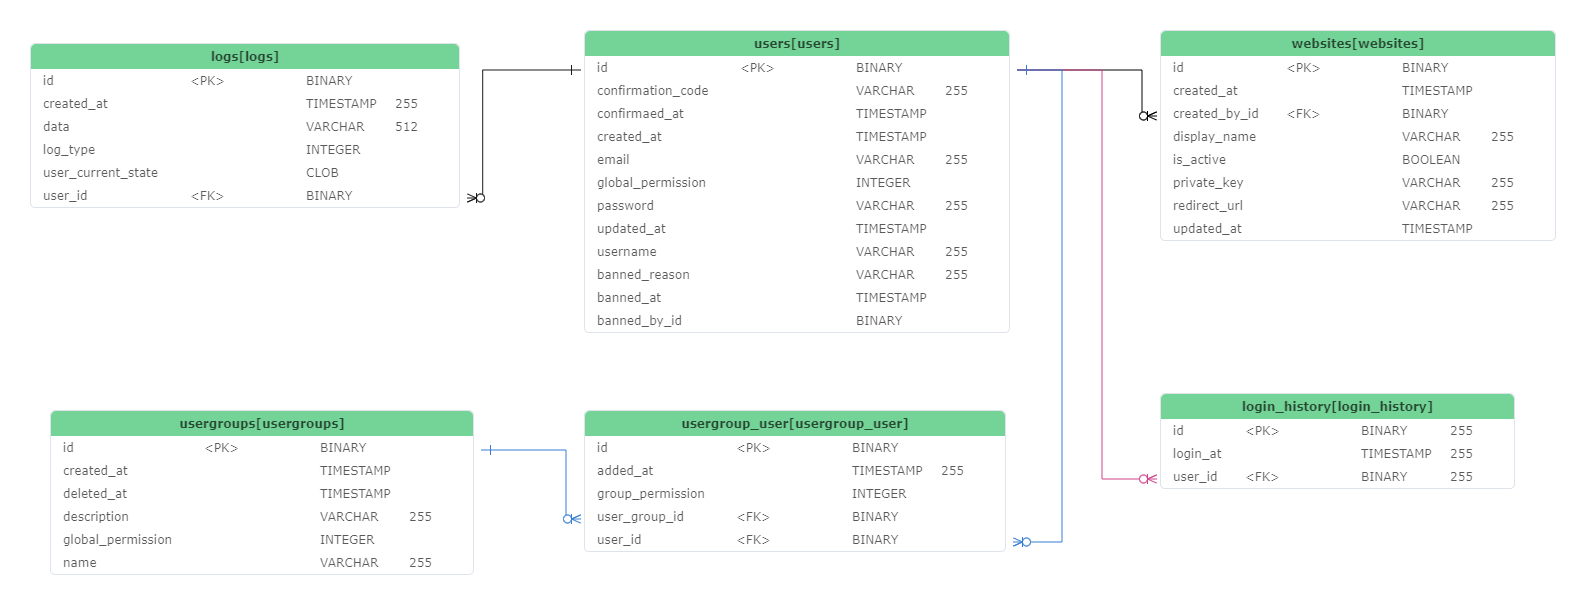 logs[logs]
id <PK> BINARY
created_at TIMESTAMP 255
data VARCHAR 512
log_type INTEGER
user_current_state CLOB
user_id <FK> BINARY
users[users]
id <PK> BINARY
confirmation_code VARCHAR 255
confirmaed_at TIMESTAMP
created_at TIMESTAMP
email VARCHAR 255
global_permission INTEGER
password VARCHAR 255
updated_at TIMESTAMP
username VARCHAR 255
banned_reason VARCHAR 255
banned_at TIMESTAMP
banned_by_id BINARY
websites[websites]
id <PK> BINARY
created_at TIMESTAMP
created_by_id <FK> BINARY
display_name VARCHAR 255
is_active BOOLEAN
private_key VARCHAR 255
redirect_url VARCHAR 255
updated_at TIMESTAMP
usergroups[usergroups]
id <PK> BINARY
created_at TIMESTAMP
deleted_at TIMESTAMP
description VARCHAR 255
global_permission INTEGER
name VARCHAR 255
usergroup_user[usergroup_user]
id <PK> BINARY
added_at TIMESTAMP 255
group_permission INTEGER
user_group_id <FK> BINARY
user_id <FK> BINARY
login_history[login_history]
id <PK> BINARY 255
login_at TIMESTAMP 255
user_id <FK> BINARY 255